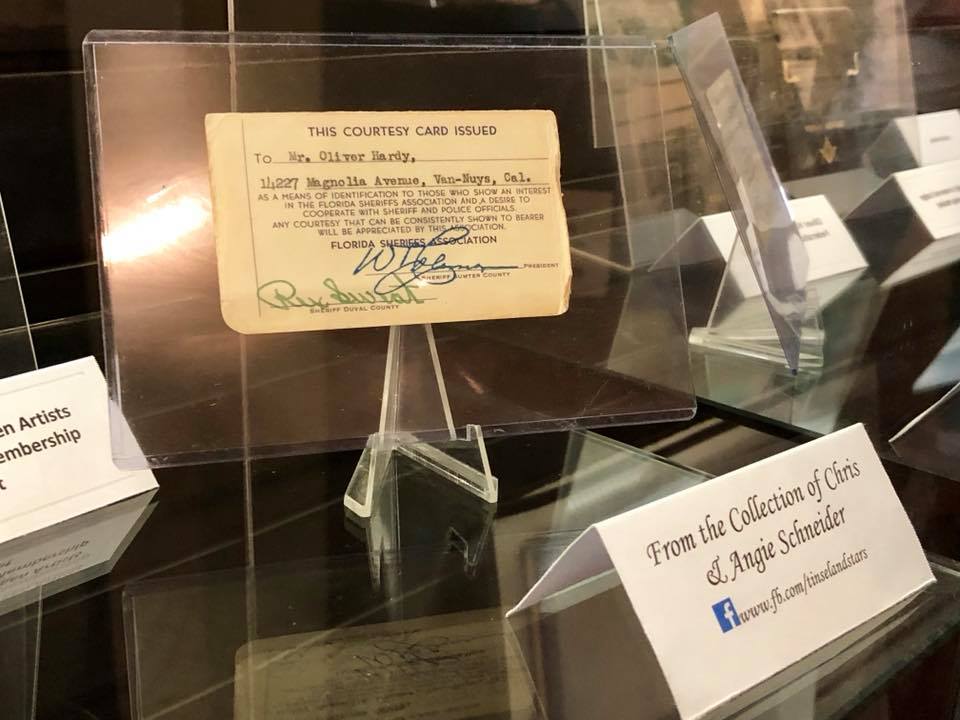 THIS COURTESY CARD ISSUED
TO Mr. Oliver Hardy,
14227 Magnolia Avenue, Van-Nuys, Cal.
AS A MEANS OF IDENTIFICATION TO THOSE WHO SHOW AN INTEREST
IN THE FLORIDA SHERIFFS ASSOCIATION AND A DESIRE TO
COOPERATE WITH SHERIFF AND POLICE OFFICIALS.
ANY COURTESY THAT CAN BE CONSISTENTLY SHOWN TO BEARER
WILL BE APPRECIATED BY THIS ASSOCIATION.
FLORIDA SHERIFFS ASSOCIATION
PRESIDENT
SHERIFF SUMTER COUNTY
Rex Sweat
SHERIFF DUVAL COUNTY
en Artists
embership
t
From the Collection of Chris
& Angie Schneider
f www.fb.com/tinselandstars